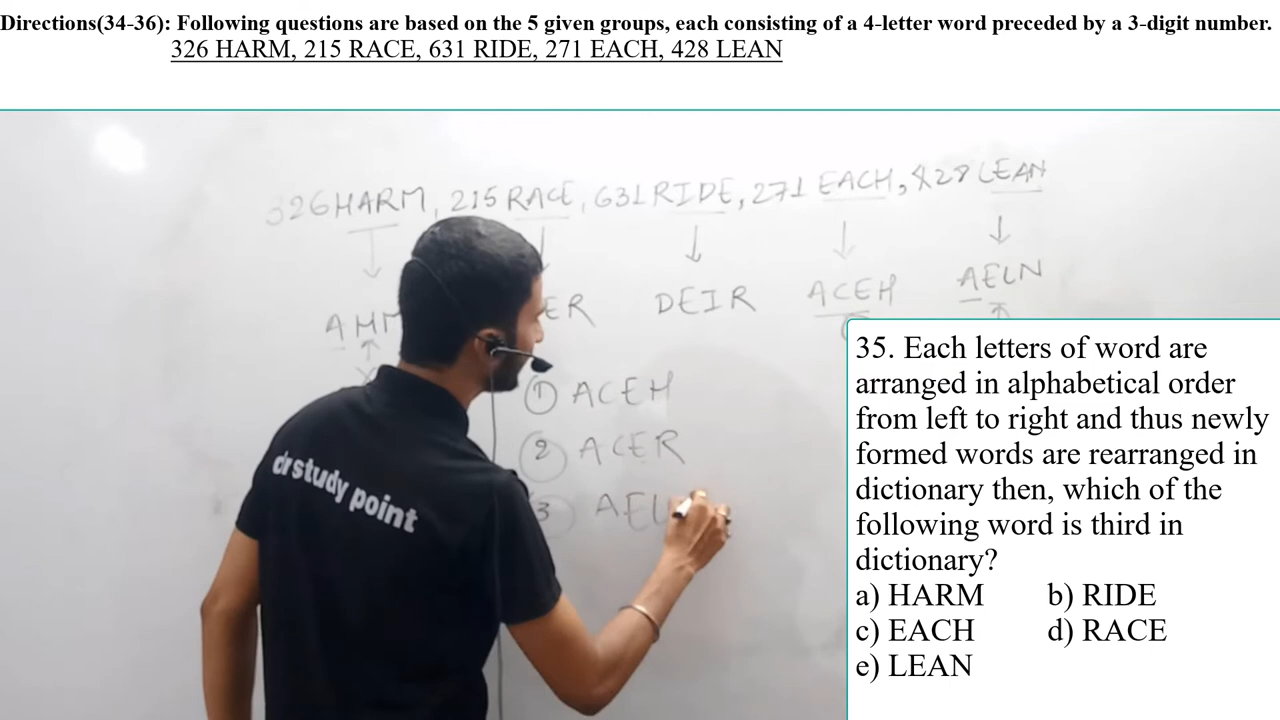 Directions(34-36): Following questions are based on the 5 given groups, each consisting of a 4-letter word preceded by a 3-digit number.
326 HARM, 215 RACE, 631 RIDE, 271 EACH, 428 LEAN
326HARM, 215 RACE, 631 RIDE, 271 EACH, 428 LEAN
AHM ER DEIR ACEH AELN
① ACEH
② ACER
3 AEL
dr study point
35. Each letters of word are
arranged in alphabetical order
from left to right and thus newly
formed words are rearranged in
dictionary then, which of the
following word is third in
dictionary?
a) HARM b) RIDE
c) EACH d) RACE
e) LEAN